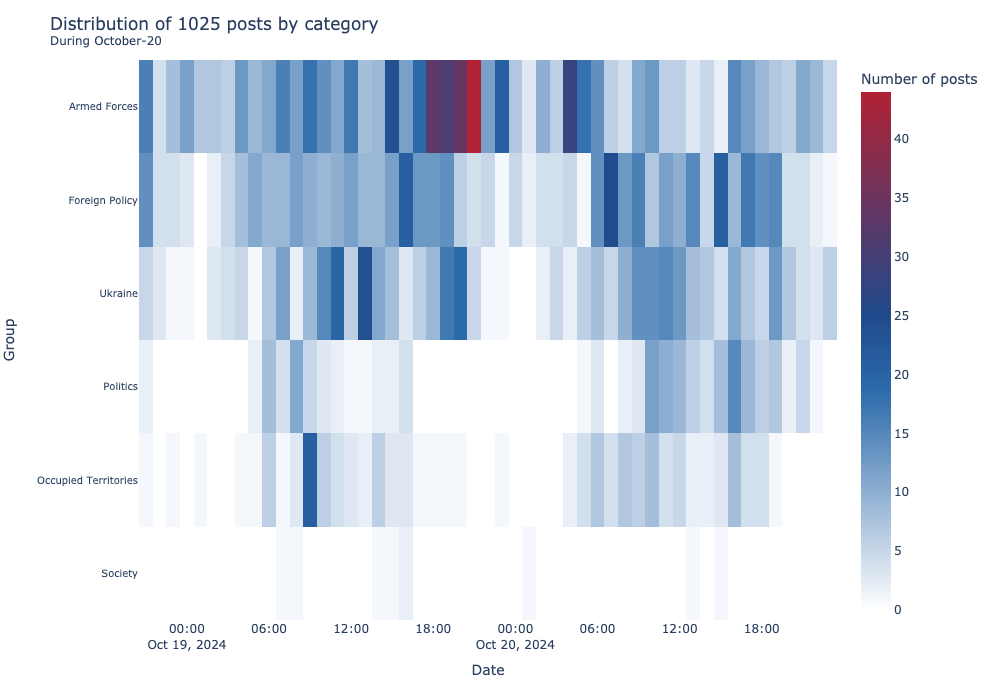 Distribution of 1025 posts by category
During October-20
Number of posts
Armed Forces
Foreign Policy
Ukraine
Politics
Occupied Territories
Society
Group
40
35
30
25
20
15
10
5
0
00:00 06:00 12:00 18:00 00:00 06:00 12:00 18:00
Oct 19, 2024 Oct 20, 2024
Date